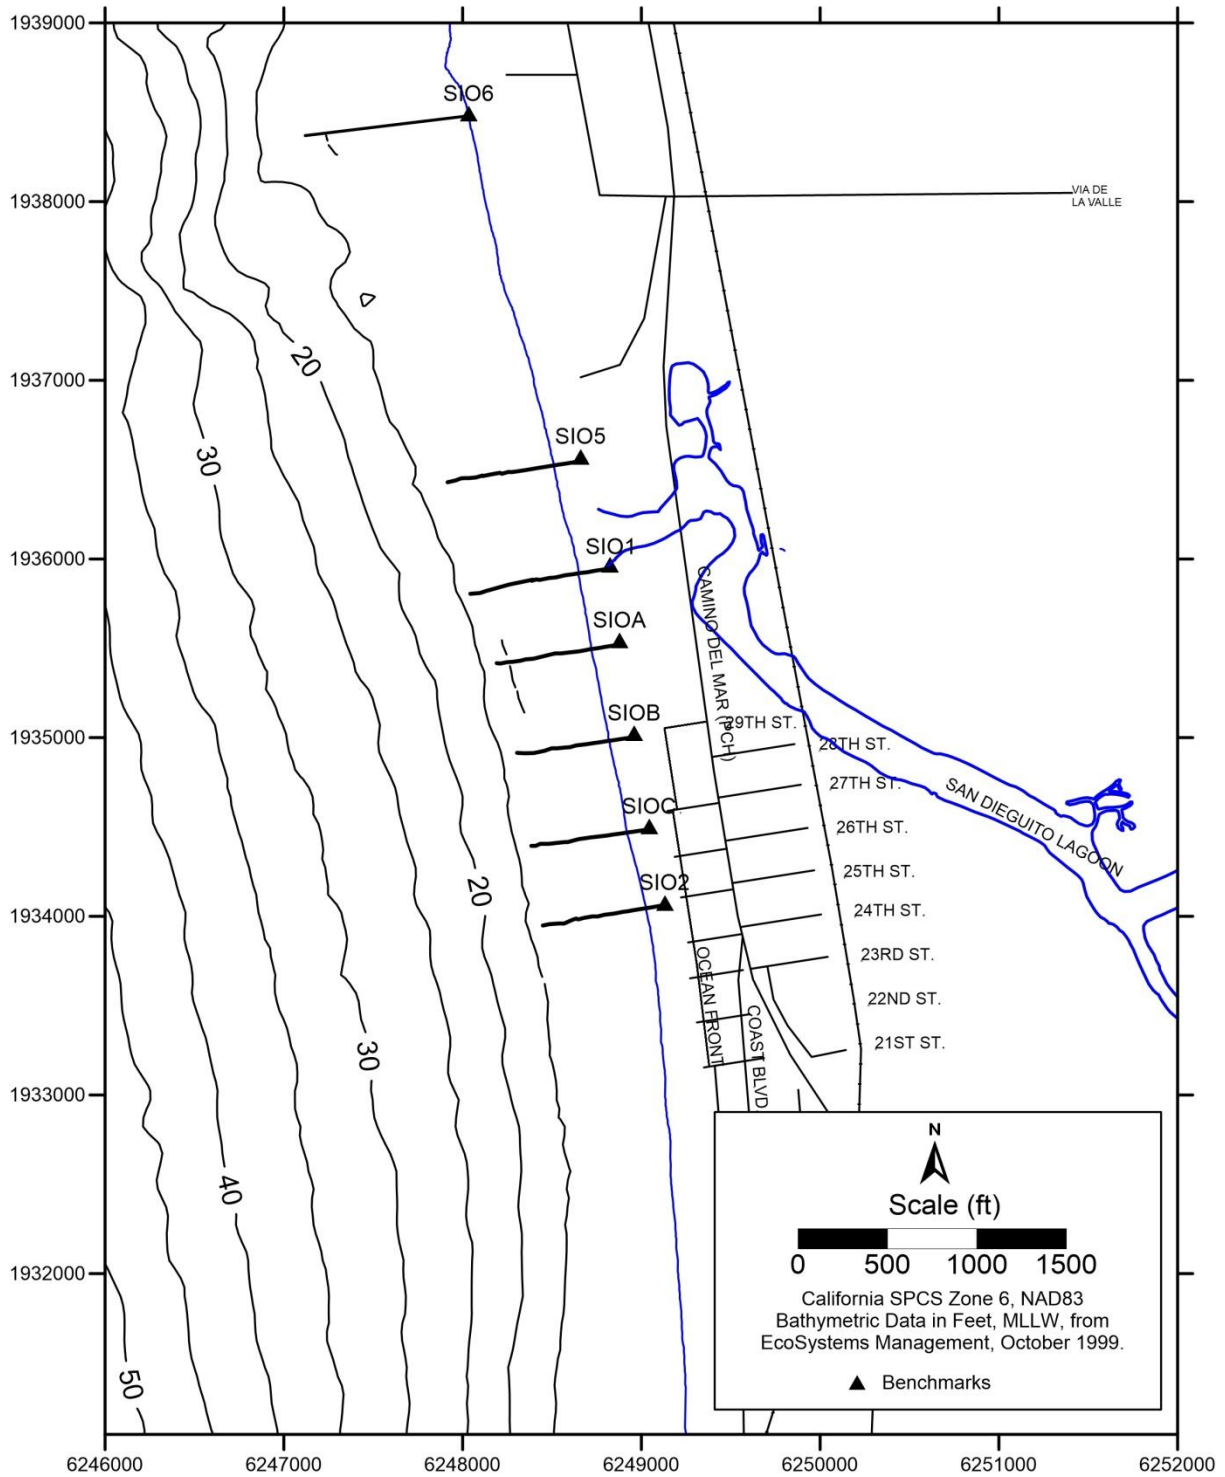 1939000
SIO6
1938000
VIA DE
LA VALLE
20
1937000
SIO5
30
1936000
SIO1
CAMINO DEL MAR (PCH)
SIOA
SIOB
1935000
29TH ST.
28TH ST.
27TH ST.
SAN DIEGUITO LAGOON
SIOC
26TH ST.
25TH ST.
SIO2
20
24TH ST.
1934000
23RD ST.
OCEAN FRONT
22ND ST.
COAST BLVD
21ST ST.
30
1933000
N
40
Scale (ft)
0 500 1000 1500
1932000
California SPCS Zone 6, NAD83
Bathymetric Data in Feet, MLLW, from
EcoSystems Management, October 1999.
50
Benchmarks
6246000 6247000 6248000 6249000 6250000 6251000 6252000